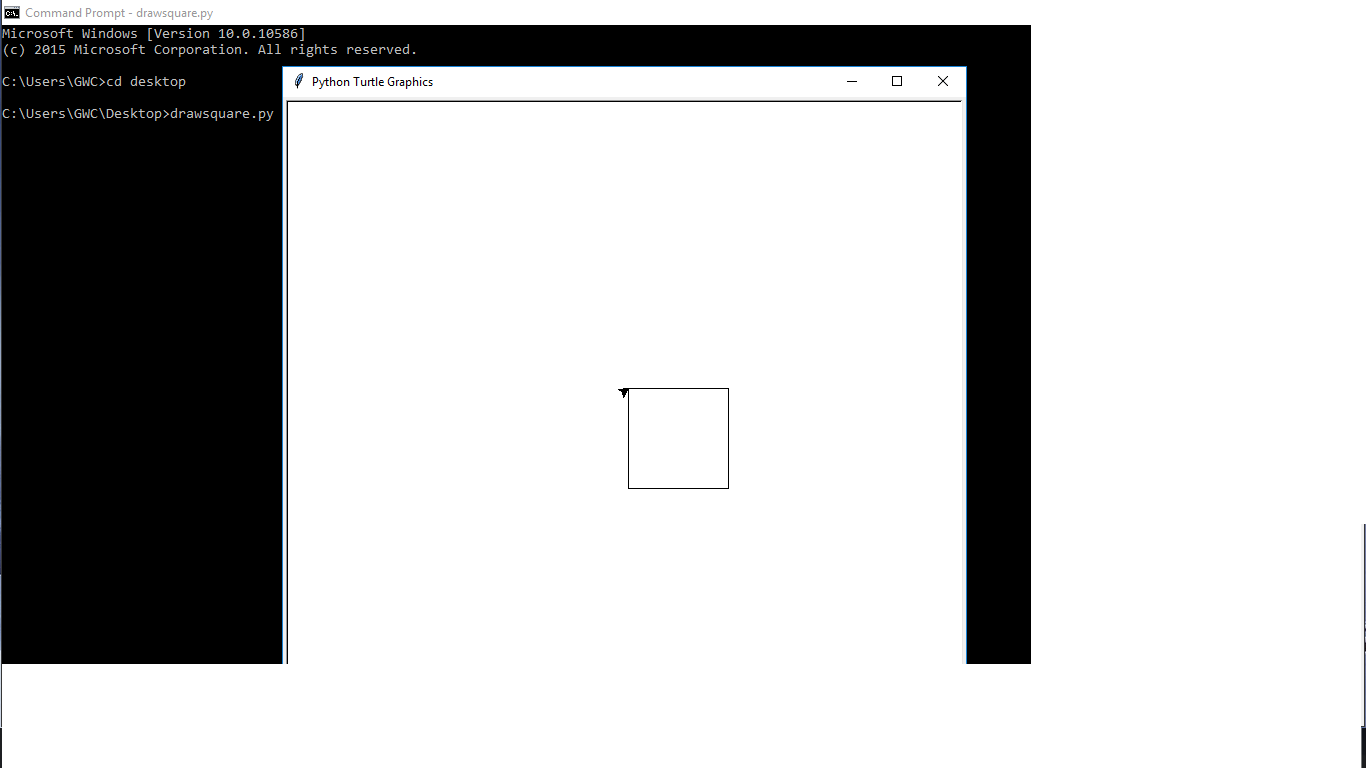 Command Prompt - drawsquare.py
Microsoft Windows [Version 10.0.10586]
(c) 2015 Microsoft Corporation. All rights reserved.
C:\Users\GWC>cd desktop
Python Turtle Graphics
C:\Users\GWC\Desktop>drawsquare.py